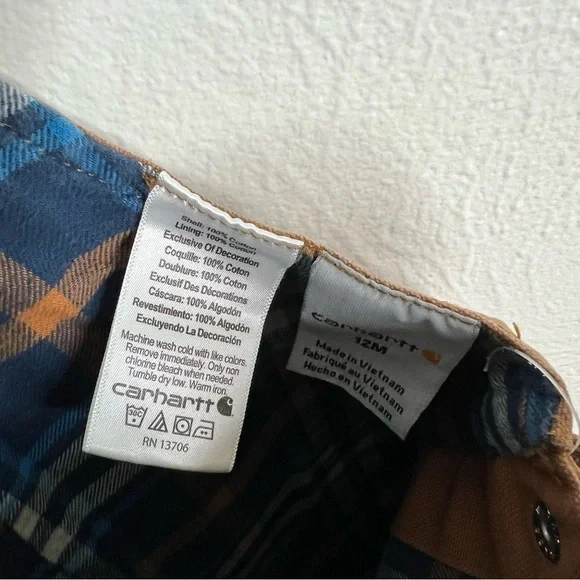 Shell: 100% Cotton
Lining: 100% Cotton
Exclusive Of Decoration
Coquille: 100% Coton
Doublure: 100% Coton
Exclusif Des Décorations
Cáscara: 100% Algodón
Revestimiento: 100% Algodón
Excluyendo La Decoración
Machine wash cold with like colors.
Remove immediately. Only non
chlorine bleach when needed.
Tumble dry low. Warm iron.
carhartt
30C
RN 13706
carhartt
12M
Made in Vietnam
Fabriqué au Vietnam
Hecho en Vietnam